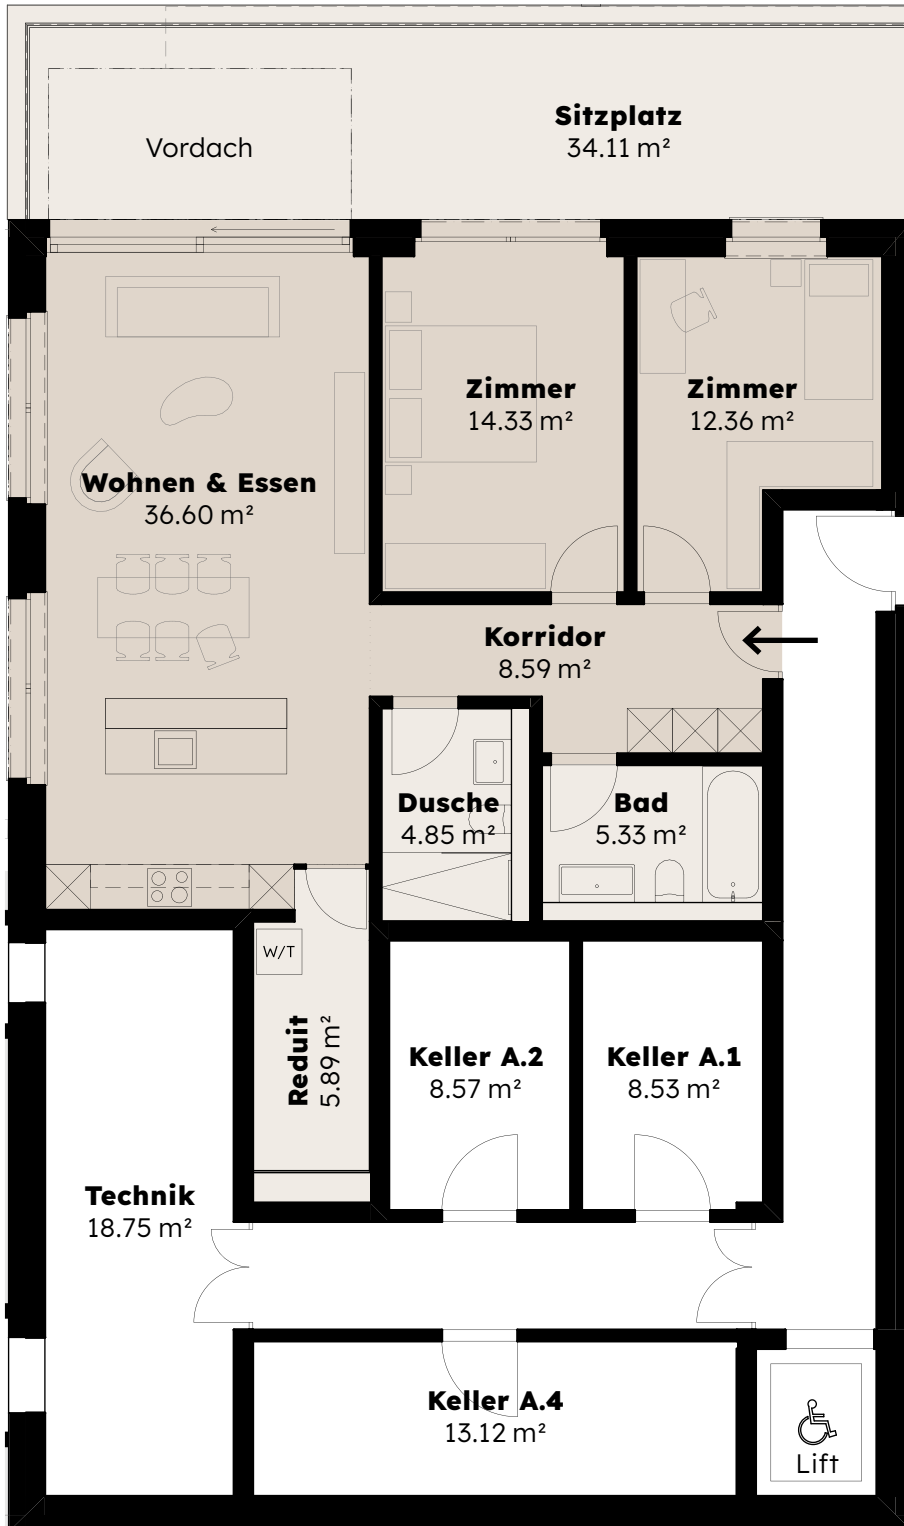 Sitzplatz
34.11 m²
Vordach
Zimmer
14.33 m²
Zimmer
12.36 m²
Wohnen & Essen
36.60 m²
Korridor
8.59 m²
Dusche
4.85 m²
Bad
5.33 m²
W/T
Reduit
5.89 m²
Keller A.2
8.57 m²
Keller A.1
8.53 m²
Technik
18.75 m²
Keller A.4
13.12 m²
Lift